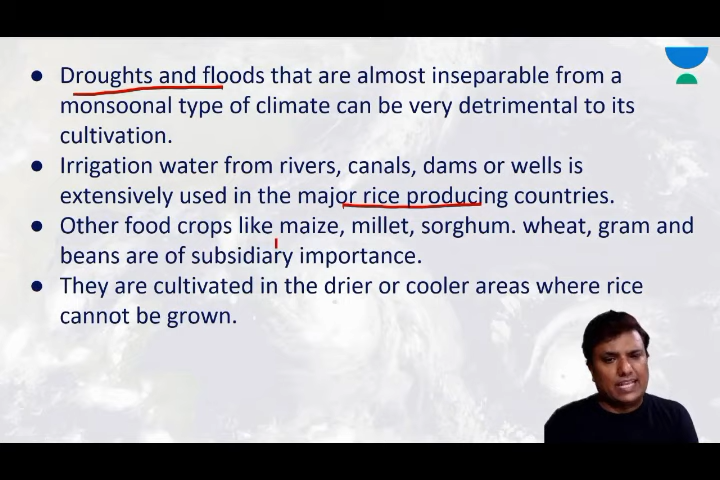 ● Droughts and floods that are almost inseparable from a
monsoonal type of climate can be very detrimental to its
cultivation.
● Irrigation water from rivers, canals, dams or wells is
extensively used in the major rice producing countries.
● Other food crops like maize, millet, sorghum. wheat, gram and
beans are of subsidiary importance.
● They are cultivated in the drier or cooler areas where rice
cannot be grown.